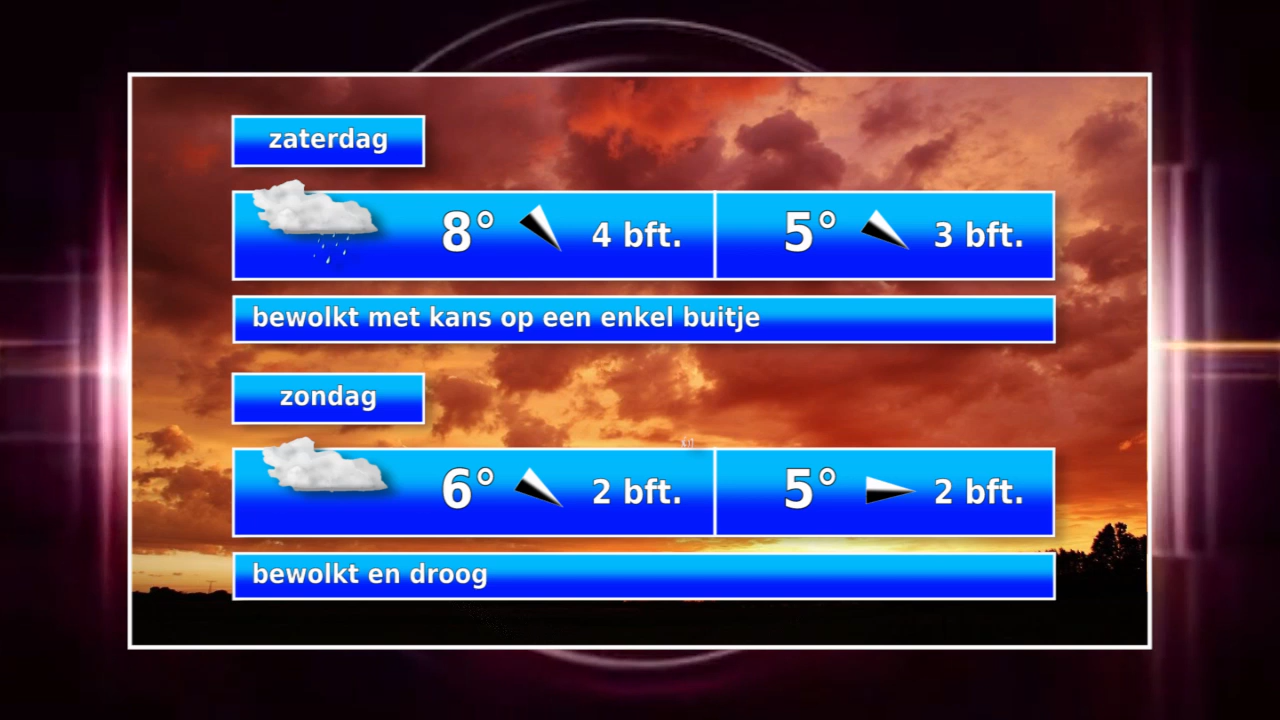 zaterdag
8° 4 bft. 5° 3 bft.
bewolkt met kans op een enkel buitje
zondag
6° 2 bft. 5° 2 bft.
bewolkt en droog